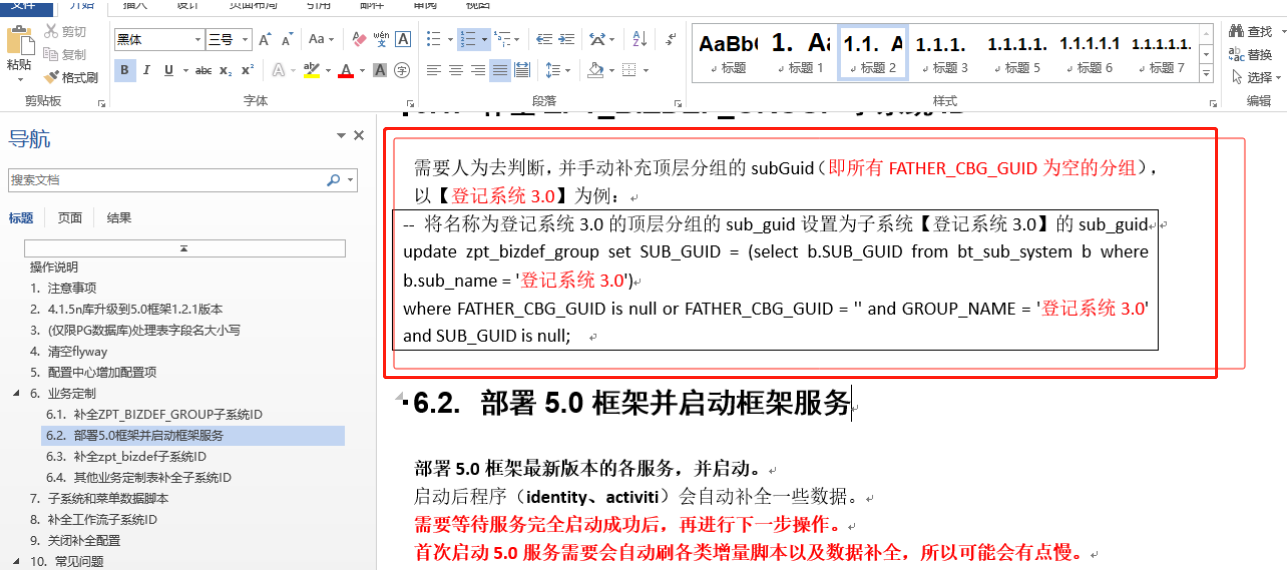 文件 开始 插入 设计 页面布局 引用 邮件 审阅 视图
粘贴 剪切 复制 格式刷
黑体 三号
剪贴板 字体 段落 样式 编辑
AaBb( 1. Aa 1.1. A 1.1.1. 1.1.1.1. 1.1.1.1.1 1.1.1.1.1.
标题 标题 1 标题 2 标题 3 标题 5 标题 6 标题 7
查找 替换 选择
导航
搜索文档
标题 页面 结果
操作说明
1. 注意事项
2. 4.1.5n库升级到5.0框架1.2.1版本
3. (仅限PG数据库)处理表字段名大小写
4. 清空flyway
5. 配置中心增加配置项
6. 业务定制
6.1. 补全ZPT_BIZDEF_GROUP子系统ID
6.2. 部署5.0框架并启动框架服务
6.3. 补全zpt_bizdef子系统ID
6.4. 其他业务定制表补全子系统ID
7. 子系统和菜单数据脚本
8. 补全工作流子系统ID
9. 关闭补全配置
10. 常见问题
需要人为去判断，并手动补充顶层分组的 subGuid（即所有 FATHER_CBG_GUID 为空的分组），
以【登记系统 3.0】为例：
-- 将名称为登记系统 3.0 的顶层分组的 sub_guid 设置为子系统【登记系统 3.0】的 sub_guid
update zpt_bizdef_group set SUB_GUID = (select b.SUB_GUID from bt_sub_system b where
b.sub_name = '登记系统 3.0')
where FATHER_CBG_GUID is null or FATHER_CBG_GUID = '' and GROUP_NAME = '登记系统 3.0'
and SUB_GUID is null;
6.2. 部署 5.0 框架并启动框架服务
部署 5.0 框架最新版本的各服务，并启动。
启动后程序（identity、activiti）会自动补全一些数据。
需要等待服务完全启动成功后，再进行下一步操作。
首次启动 5.0 服务需要会自动刷各类增量脚本以及数据补全，所以可能会有点慢。